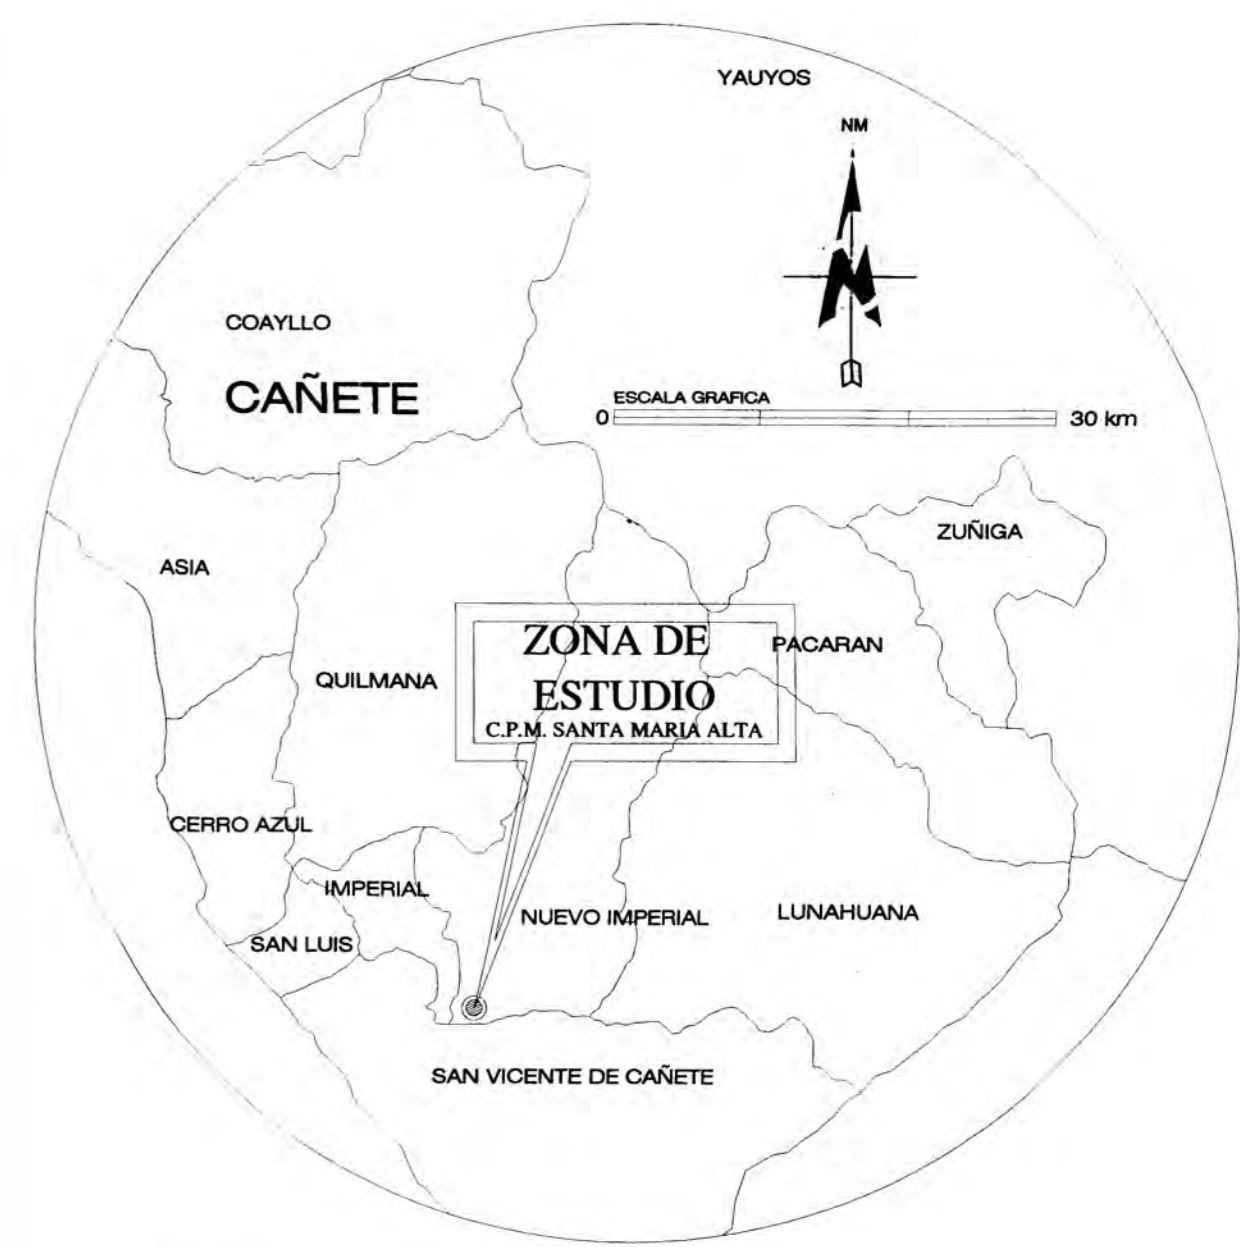 YAUYOS
NM
COAYLLO
CAÑETE
ESCALA GRAFICA
0
30 km
ZUÑIGA
ASIA
ZONA DE
ESTUDIO
C.P.M. SANTA MARIA ALTA
PACARAN
QUILMANA
CERRO AZUL
IMPERIAL
NUEVO IMPERIAL
LUNAHUANA
SAN LUIS
SAN VICENTE DE CAÑETE